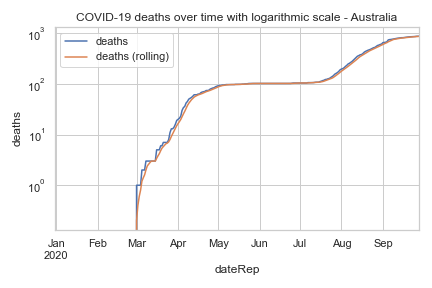 COVID-19 deaths over time with logarithmic scale - Australia
deaths
deaths (rolling)
10³
10²
10¹
10⁰
deaths
Jan Feb Mar Apr May Jun Jul Aug Sep
2020
dateRep